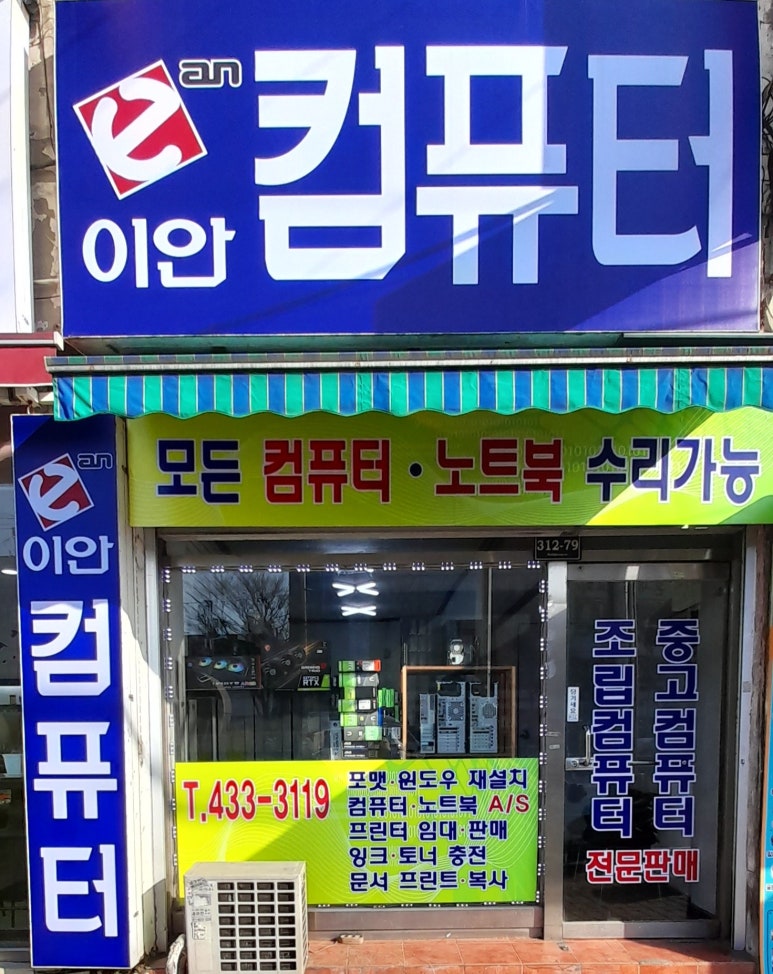 e an
이안
컴퓨터
모든 컴퓨터·노트북 수리가능
e an
이안
컴퓨터
312-79
RTX
당기세요
중고컴퓨터
조립컴퓨터
전문판매
T.433-3119
포맷·윈도우 재설치
컴퓨터·노트북 A/S
프린터 임대·판매
잉크·토너 충전
문서 프린트·복사